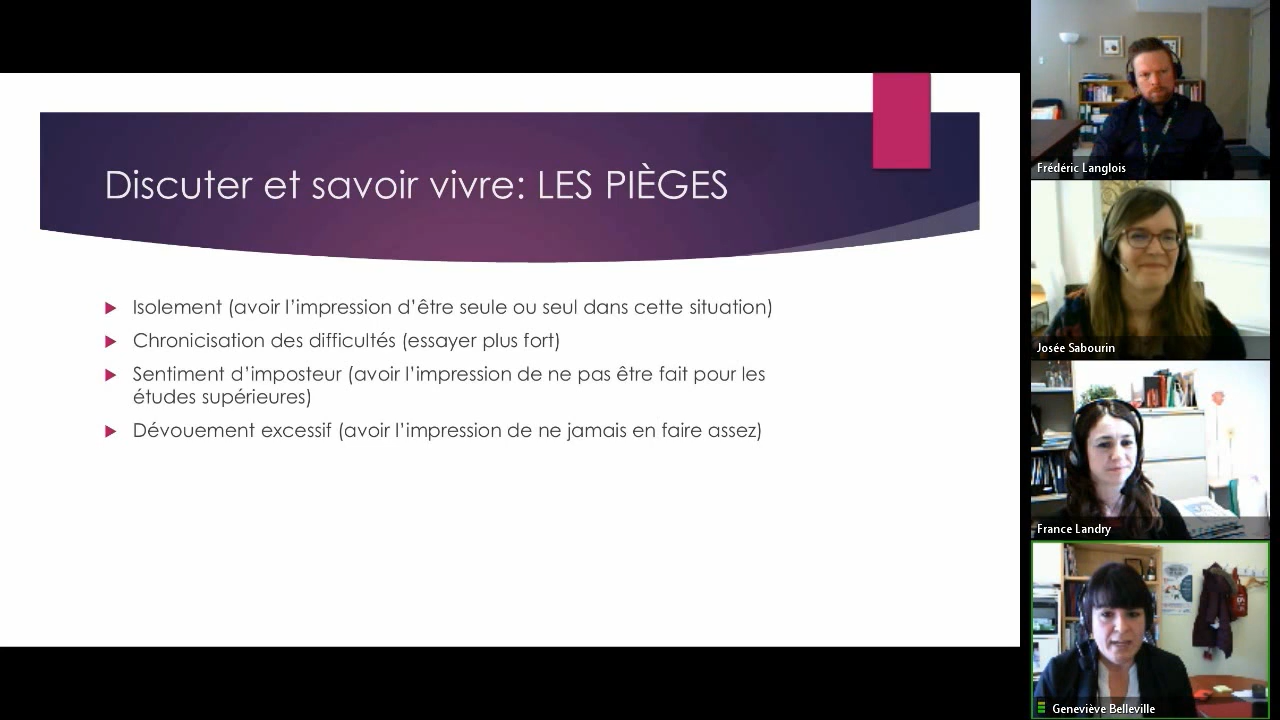 Discuter et savoir vivre: LES PIÈGES
Isolement (avoir l’impression d’être seule ou seul dans cette situation)
Chronicisation des difficultés (essayer plus fort)
Sentiment d’imposteur (avoir l’impression de ne pas être fait pour les
études supérieures)
Dévouement excessif (avoir l’impression de ne jamais en faire assez)
Frédéric Langlois
Josée Sabourin
France Landry
Geneviève Belleville